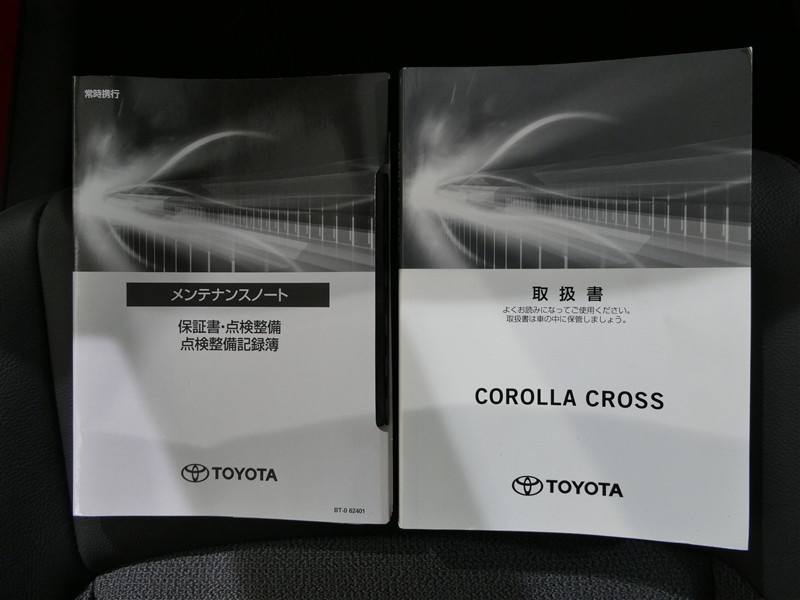 常時携行
メンテナンスノート
保証書・点検整備
点検整備記録簿
TOYOTA
BT-0 62401
取扱書
よくお読みになってご使用ください。
取扱書は車の中に保管しましょう。
COROLLA CROSS
TOYOTA